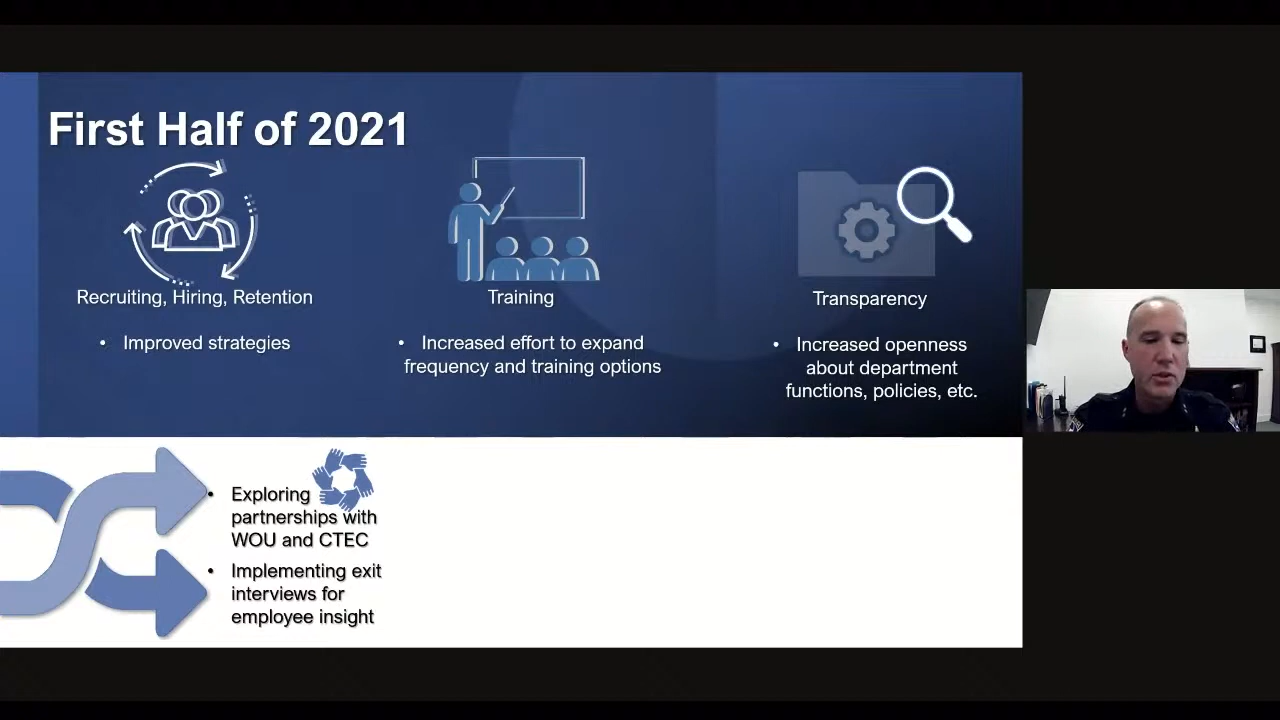 First Half of 2021
Recruiting, Hiring, Retention
• Improved strategies
Training
• Increased effort to expand
frequency and training options
Transparency
• Increased openness
about department
functions, policies, etc.
• Exploring
partnerships with
WOU and CTEC
• Implementing exit
interviews for
employee insight